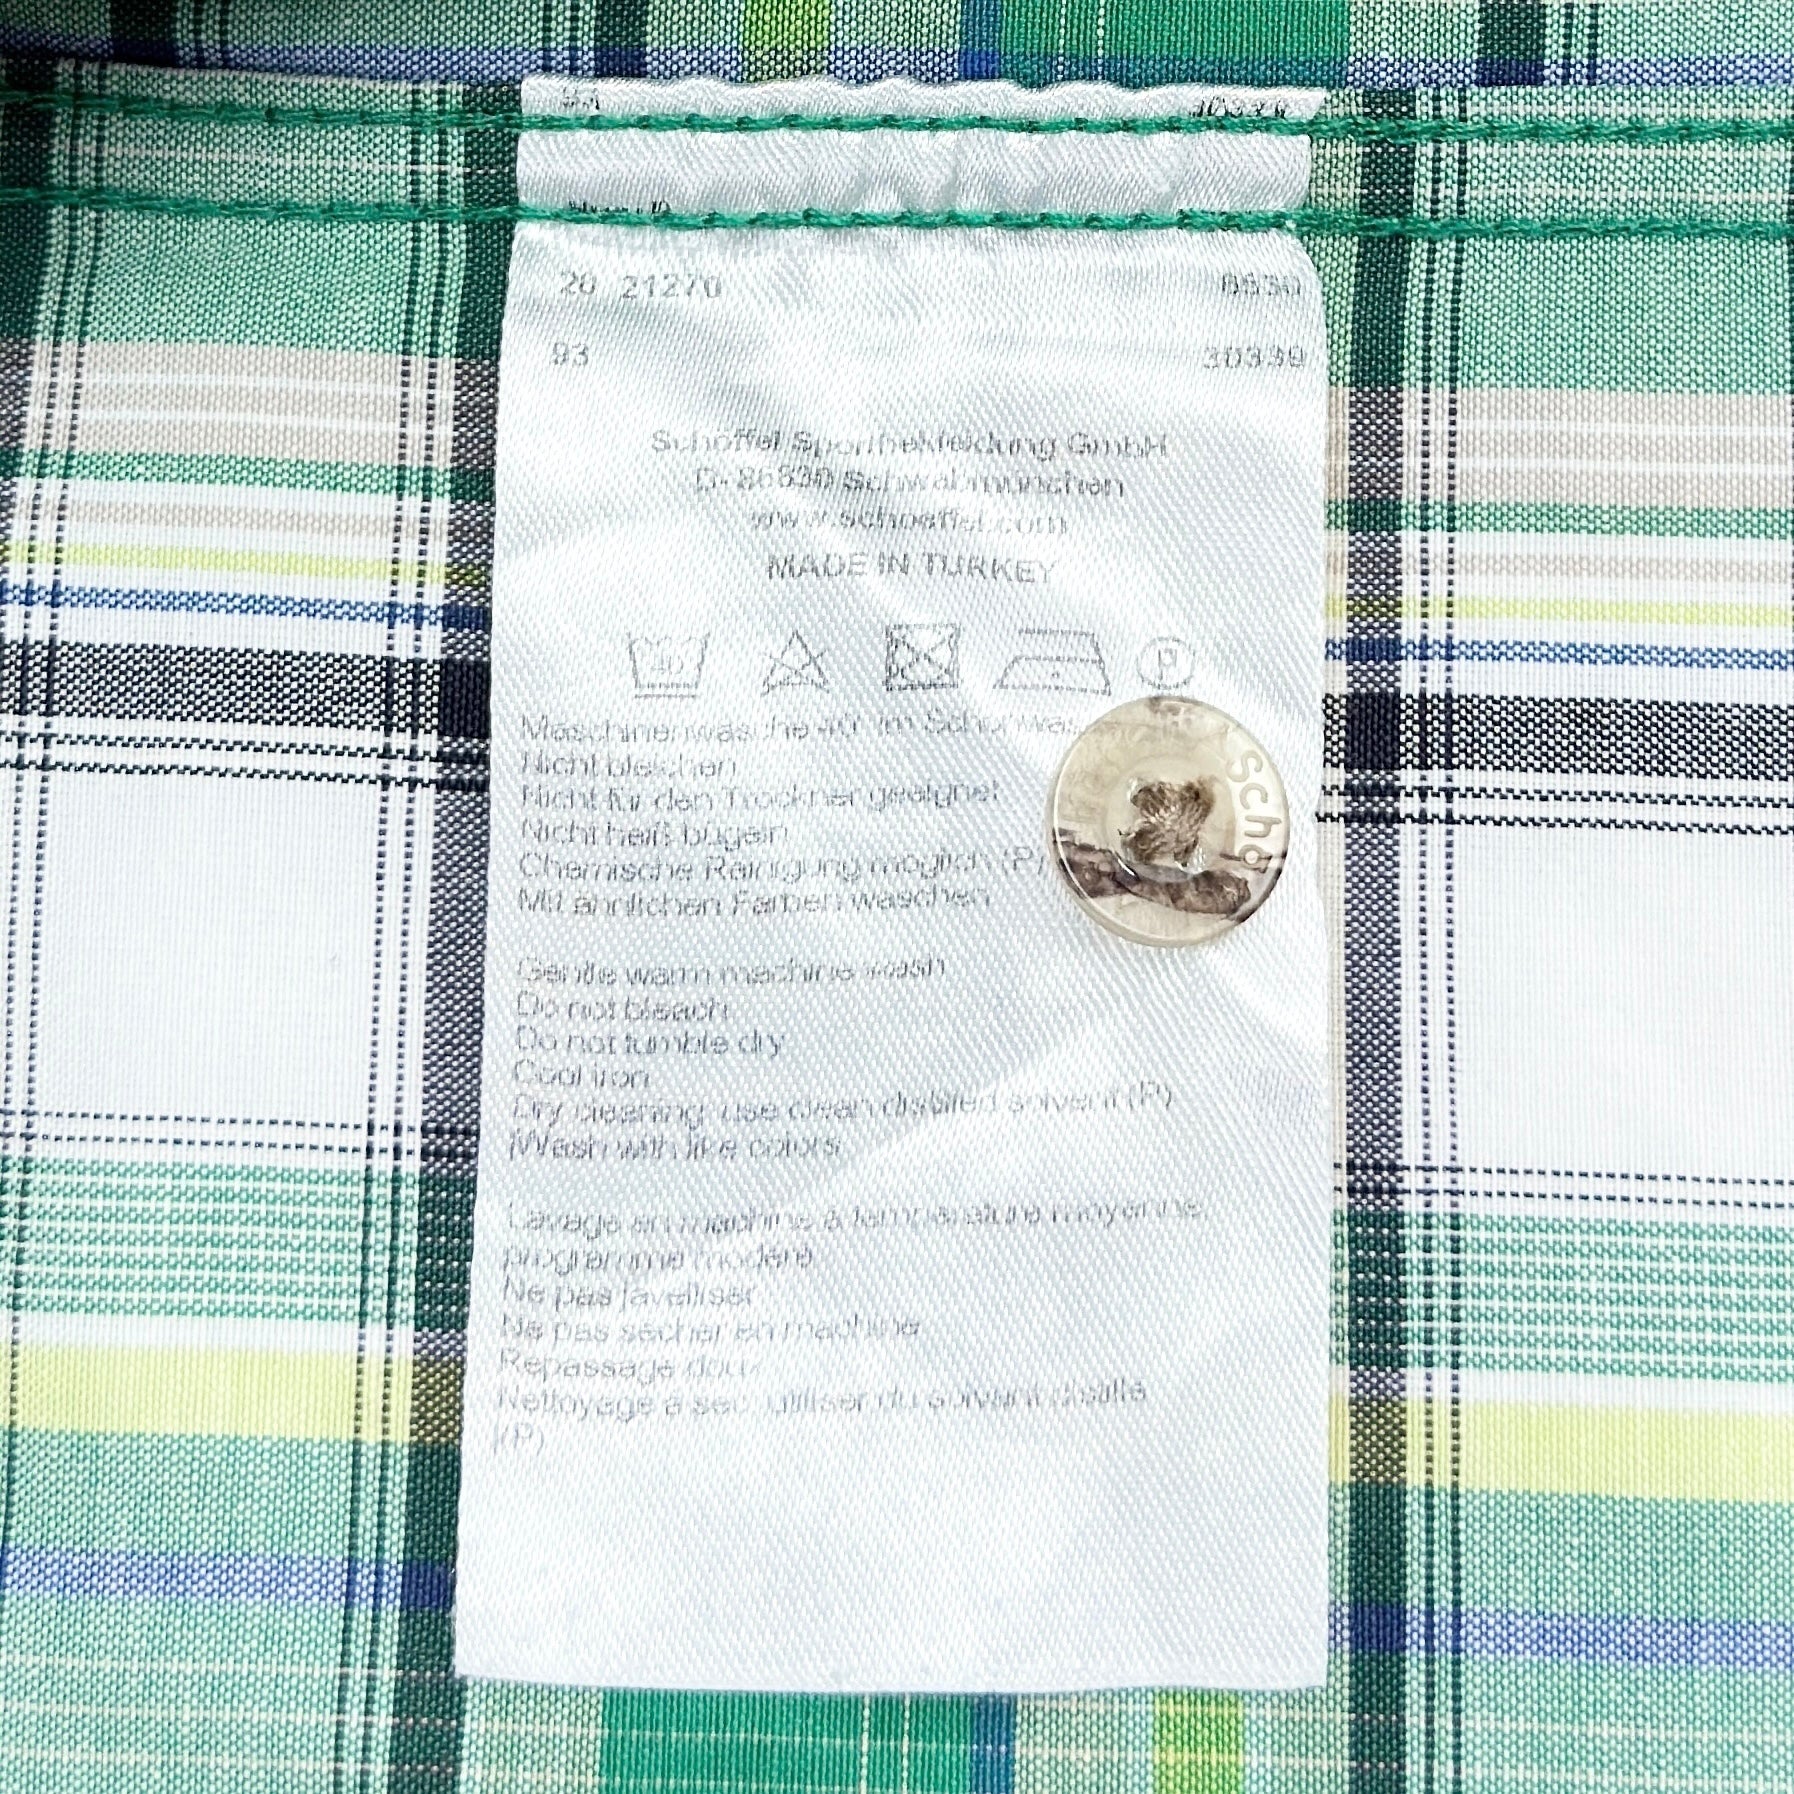 20 21270
93 30339
Schöffel Sportbekleidung GmbH
D-86830 Schwabmünchen
www.schoeffel.com
MADE IN TURKEY
40 P
Maschinenwäsche 40° im
Nicht bleichen
Nicht für den Trockner geeignet
Nicht heiß bügeln
Chemische Reinigung möglich (P)
Mit ähnlichen Farben waschen
Schö
Gentle warm machine wash
Do not bleach
Do not tumble dry
Cool iron
Dry cleaning: use clean distilled solvent (P)
Wash with like colors
Lavage en machine à température moyenne,
programme modéré
Ne pas javelliser
Ne pas sécher en machine
Repassage doux
Nettoyage à sec: utiliser du solvant distillé
(P)